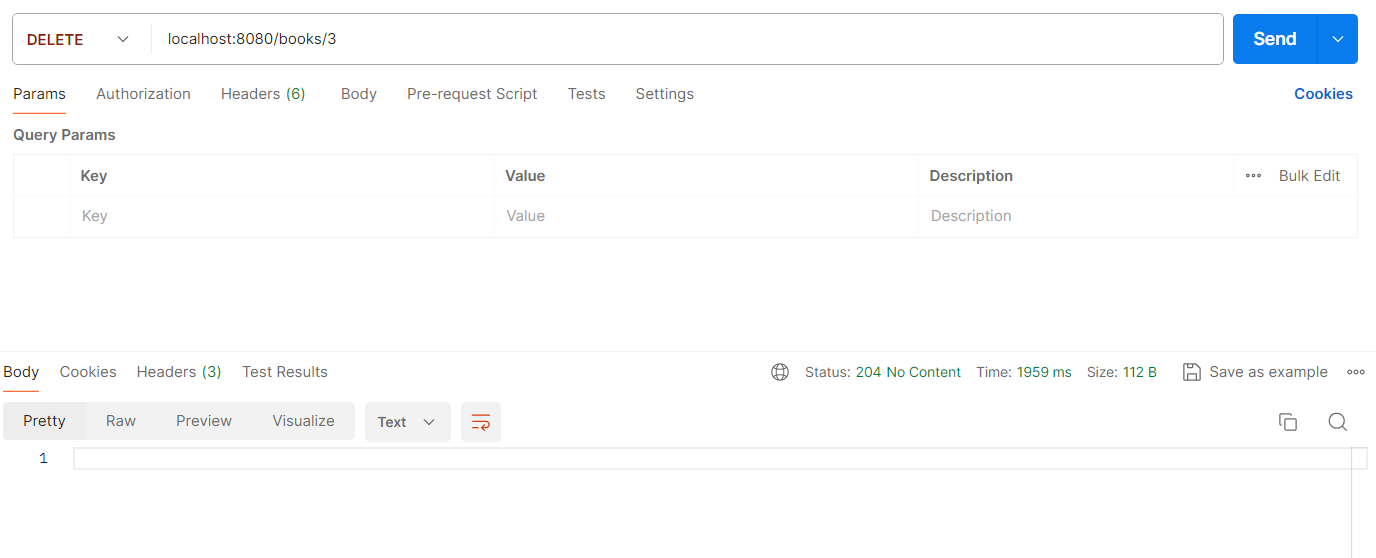 DELETE localhost:8080/books/3 Send
Params Authorization Headers (6) Body Pre-request Script Tests Settings Cookies
Query Params
Key Value Description Bulk Edit
Key Value Description
Body Cookies Headers (3) Test Results Status: 204 No Content Time: 1959 ms Size: 112 B Save as example
Pretty Raw Preview Visualize Text
1